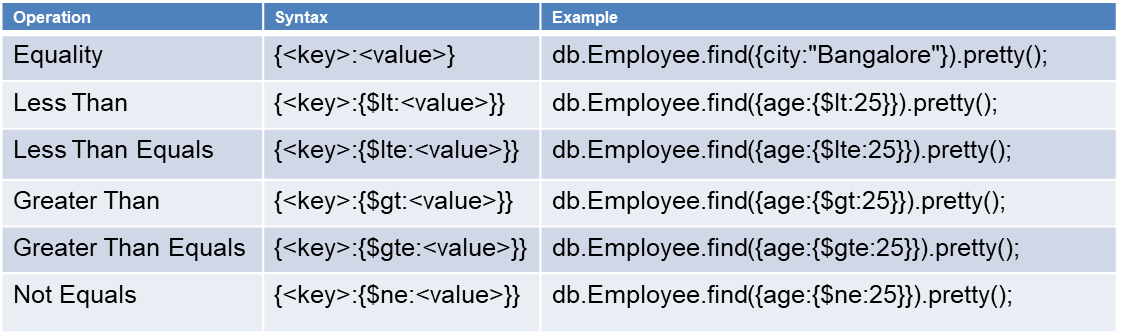 Operation Syntax Example
Equality {<key>:<value>} db.Employee.find({city:"Bangalore"}).pretty();
Less Than {<key>:{$lt:<value>}} db.Employee.find({age:{$lt:25}}).pretty();
Less Than Equals {<key>:{$lte:<value>}} db.Employee.find({age:{$lte:25}}).pretty();
Greater Than {<key>:{$gt:<value>}} db.Employee.find({age:{$gt:25}}).pretty();
Greater Than Equals {<key>:{$gte:<value>}} db.Employee.find({age:{$gte:25}}).pretty();
Not Equals {<key>:{$ne:<value>}} db.Employee.find({age:{$ne:25}}).pretty();